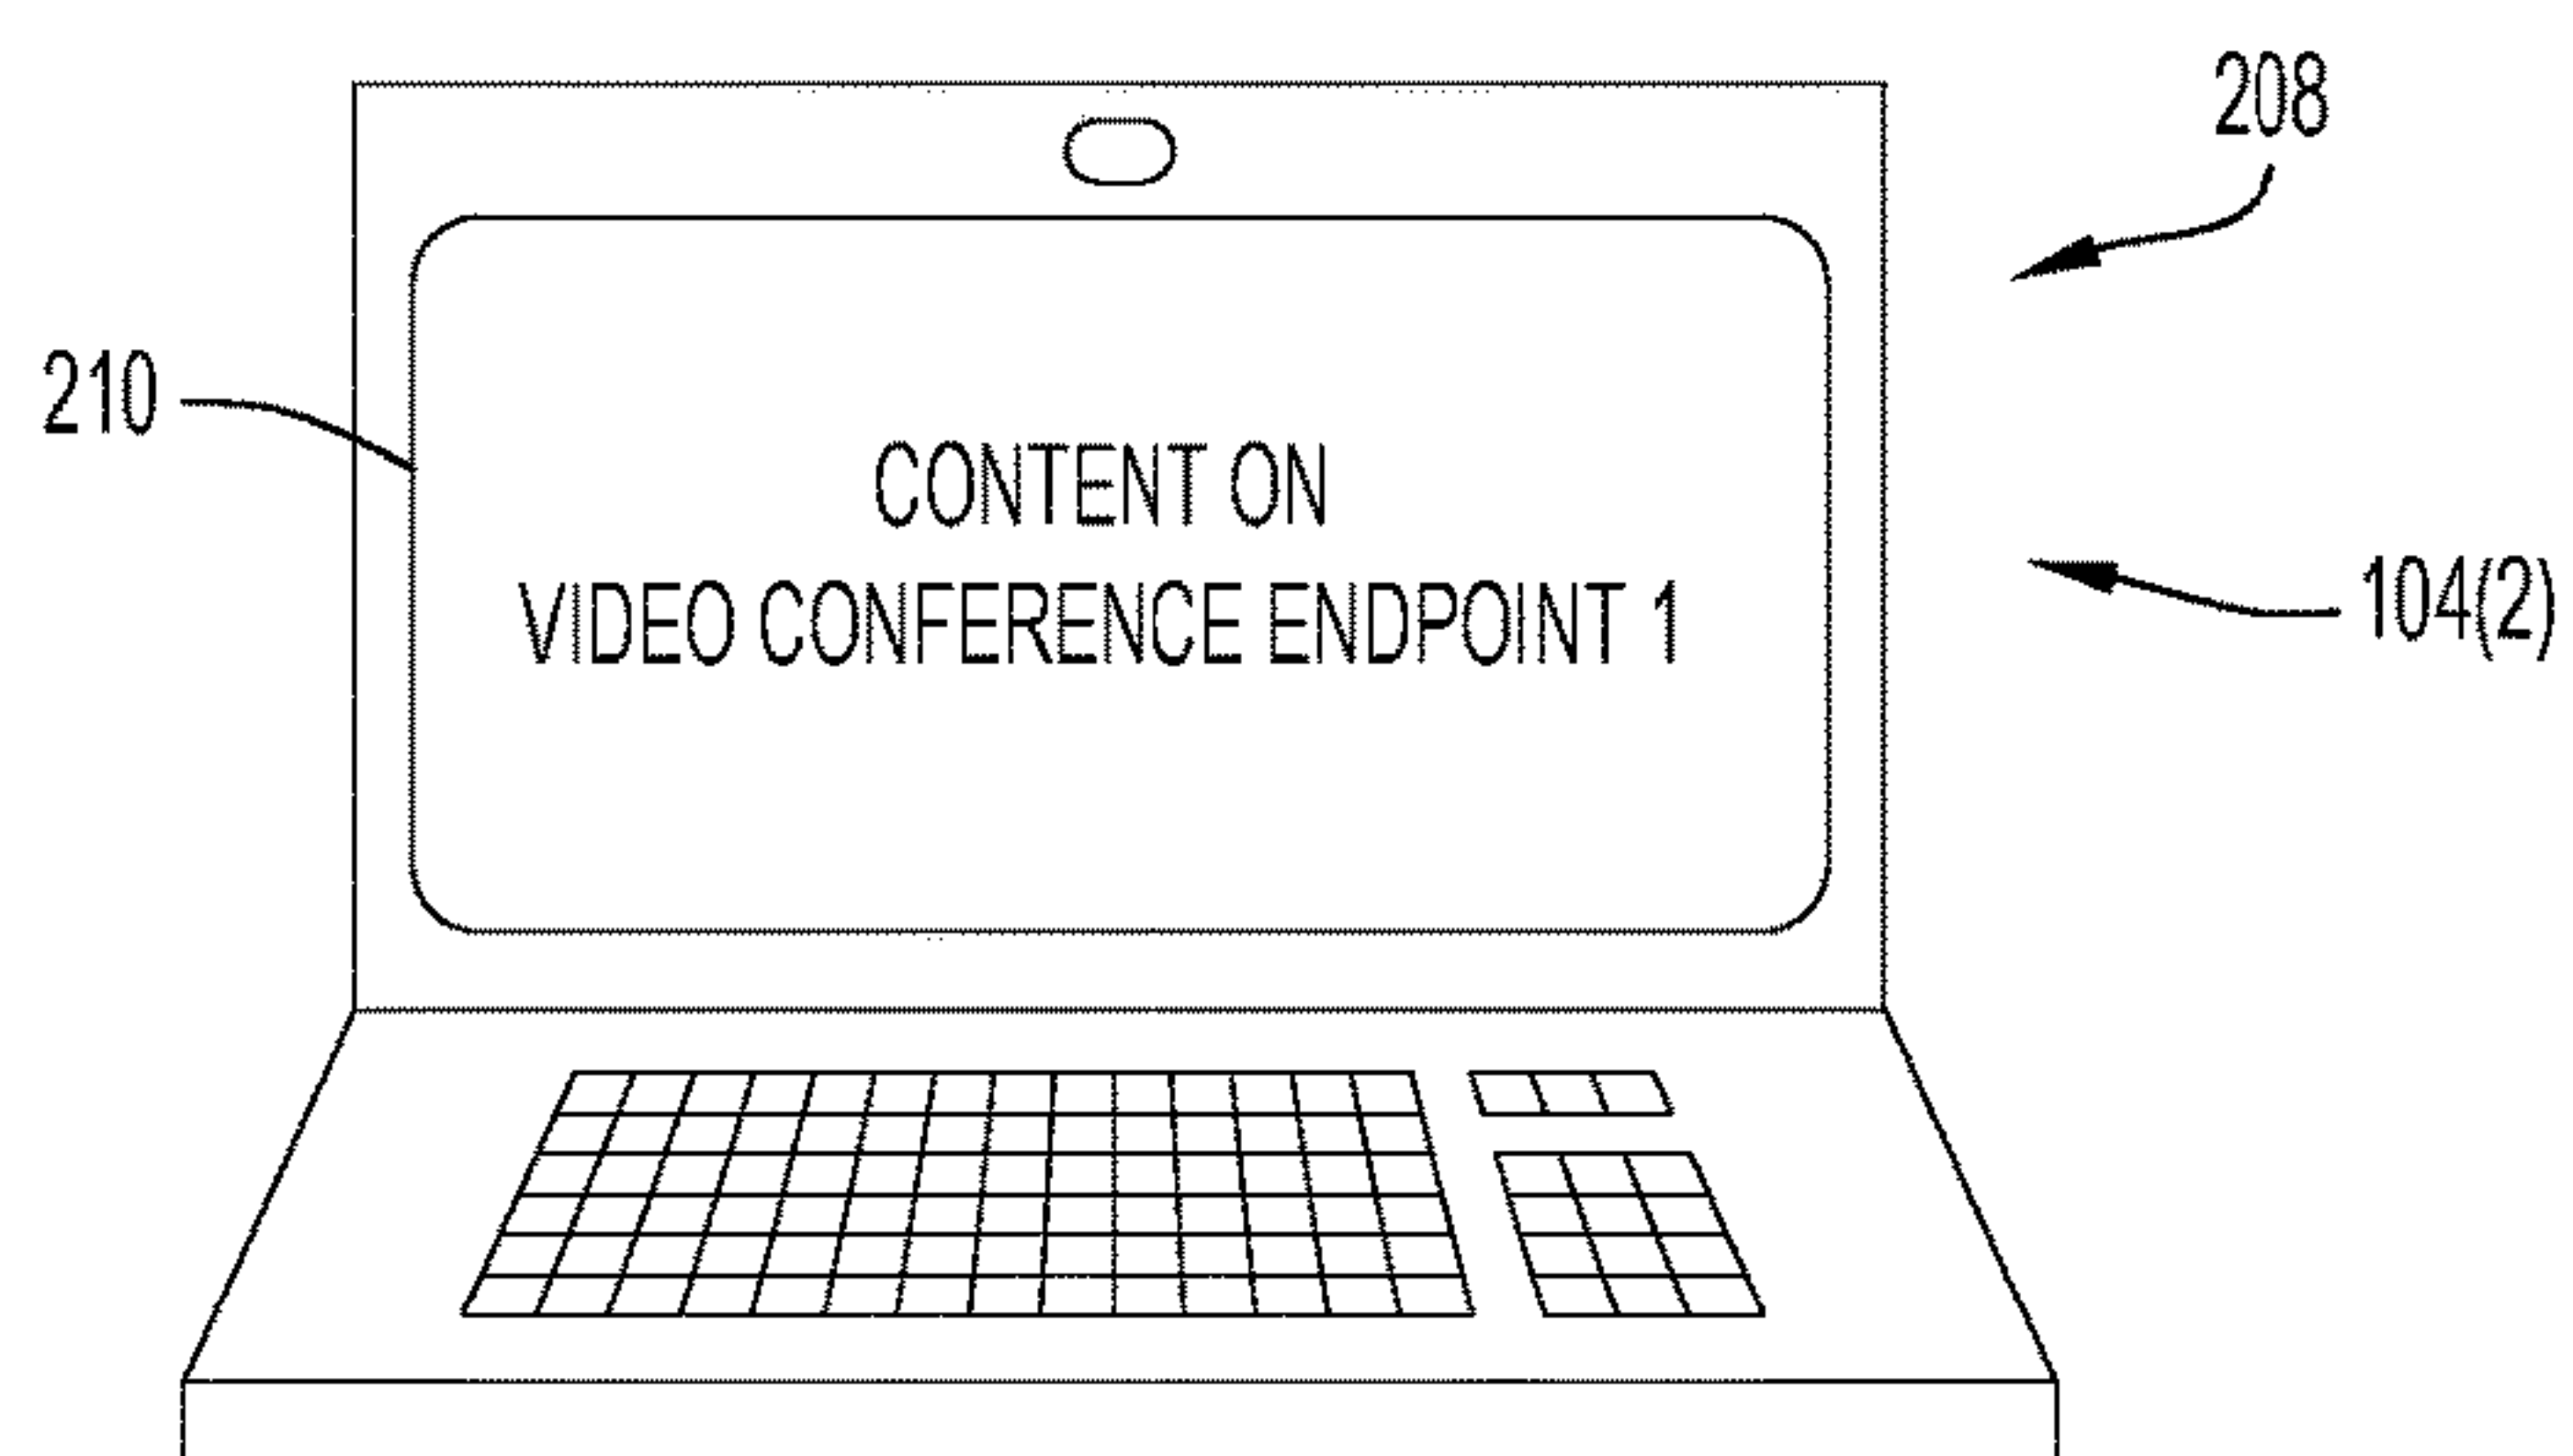 208
210
CONTENT ON
VIDEO CONFERENCE ENDPOINT 1
104(2)